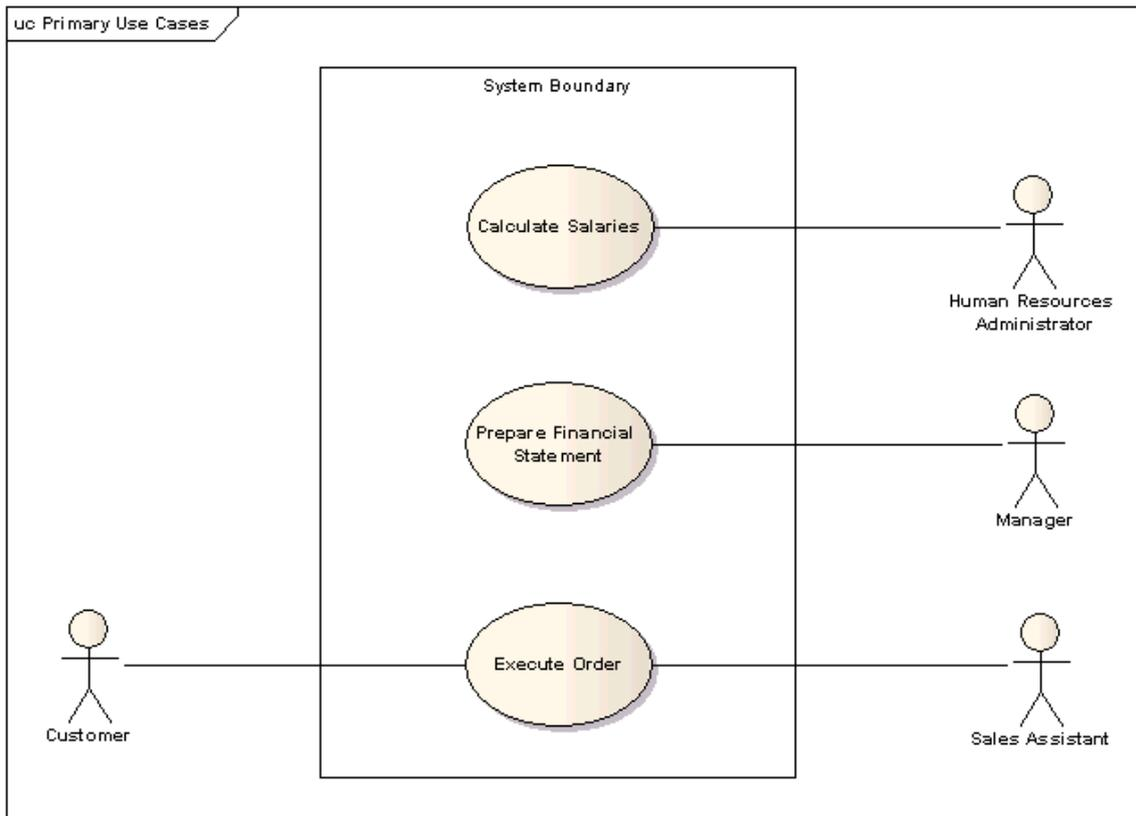 uc Primary Use Cases
System Boundary
Calculate Salaries
Human Resources
Administrator
Prepare Financial
Statement
Manager
Execute Order
Customer
Sales Assistant